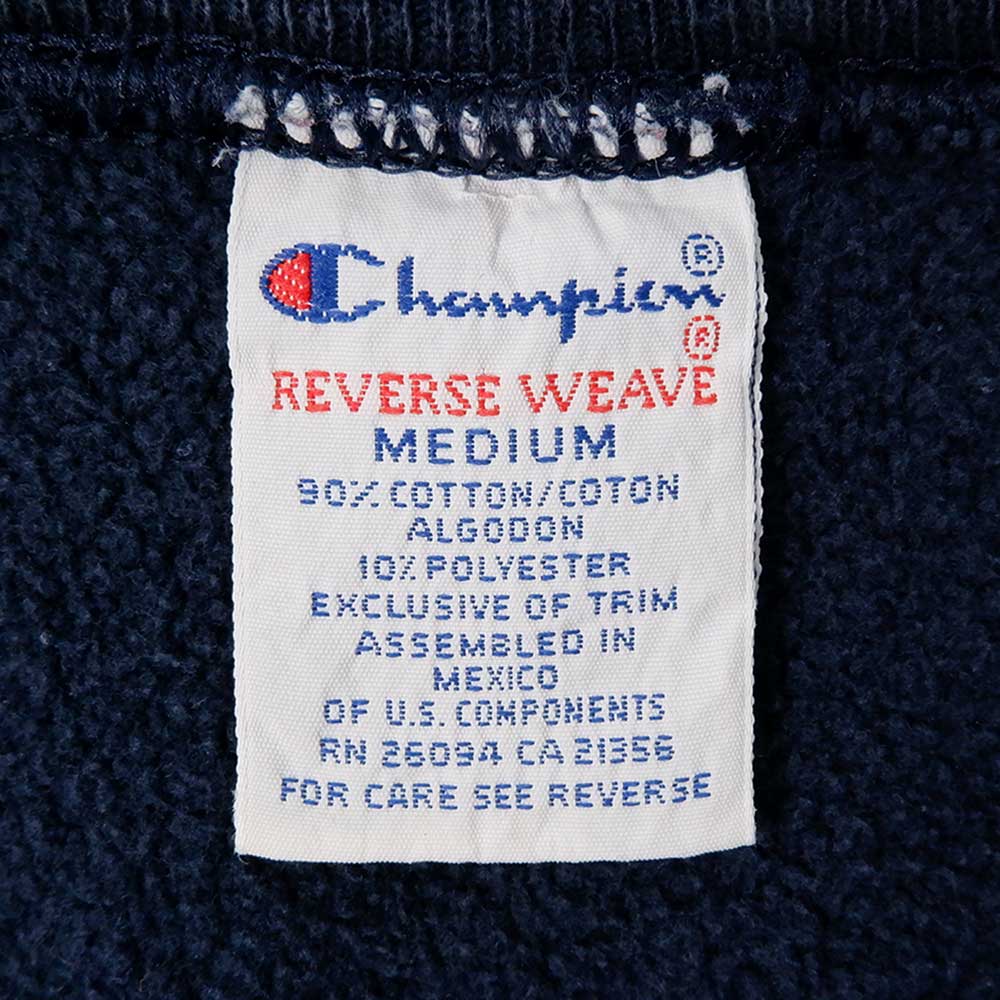 Champion®
REVERSE WEAVE®
MEDIUM
90% COTTON/COTON
ALGODON
10% POLYESTER
EXCLUSIVE OF TRIM
ASSEMBLED IN
MEXICO
OF U.S. COMPONENTS
RN 26094 CA 21356
FOR CARE SEE REVERSE